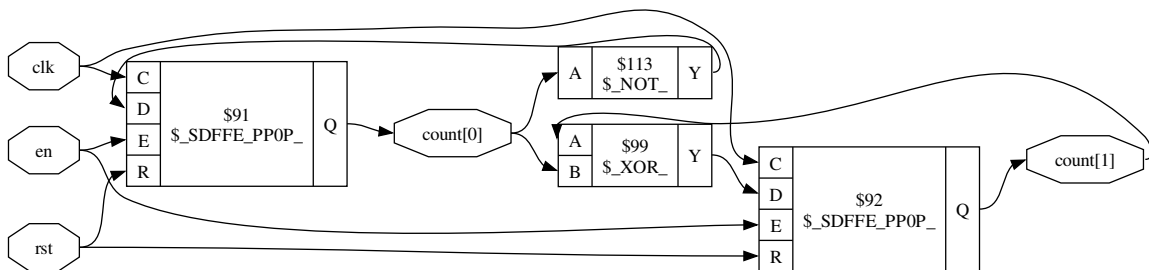 clk
en
rst
C
D
E
R
$91
$_SDFFE_PP0P_
Q
count[0]
A
$113
$_NOT_
Y
A
B
$99
$_XOR_
Y
C
D
E
R
$92
$_SDFFE_PP0P_
Q
count[1]